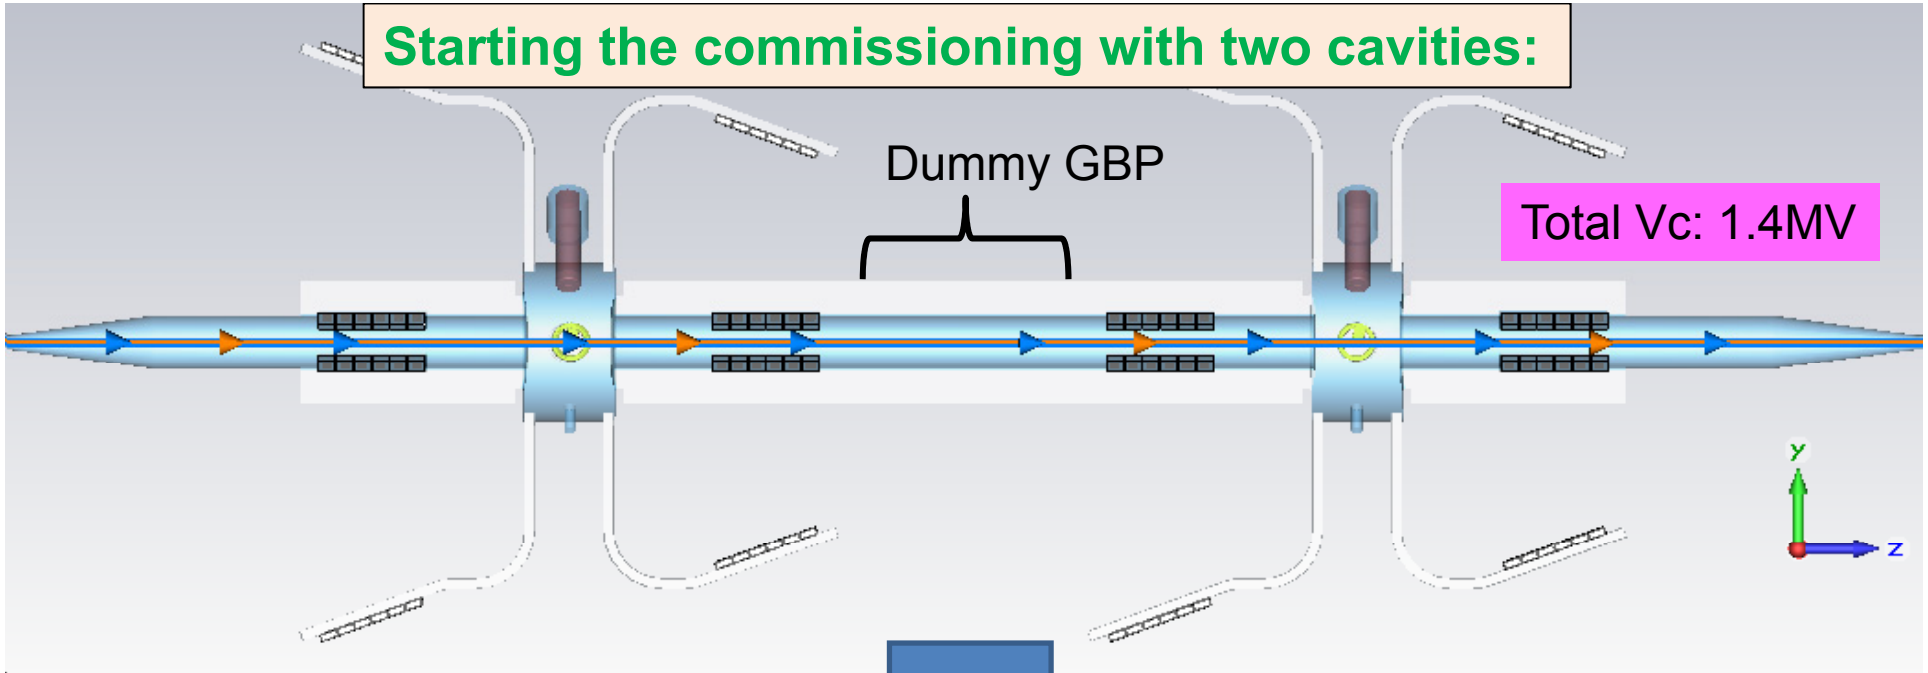 Starting the commissioning with two cavities:
Dummy GBP
Total Vc: 1.4MV
y
z